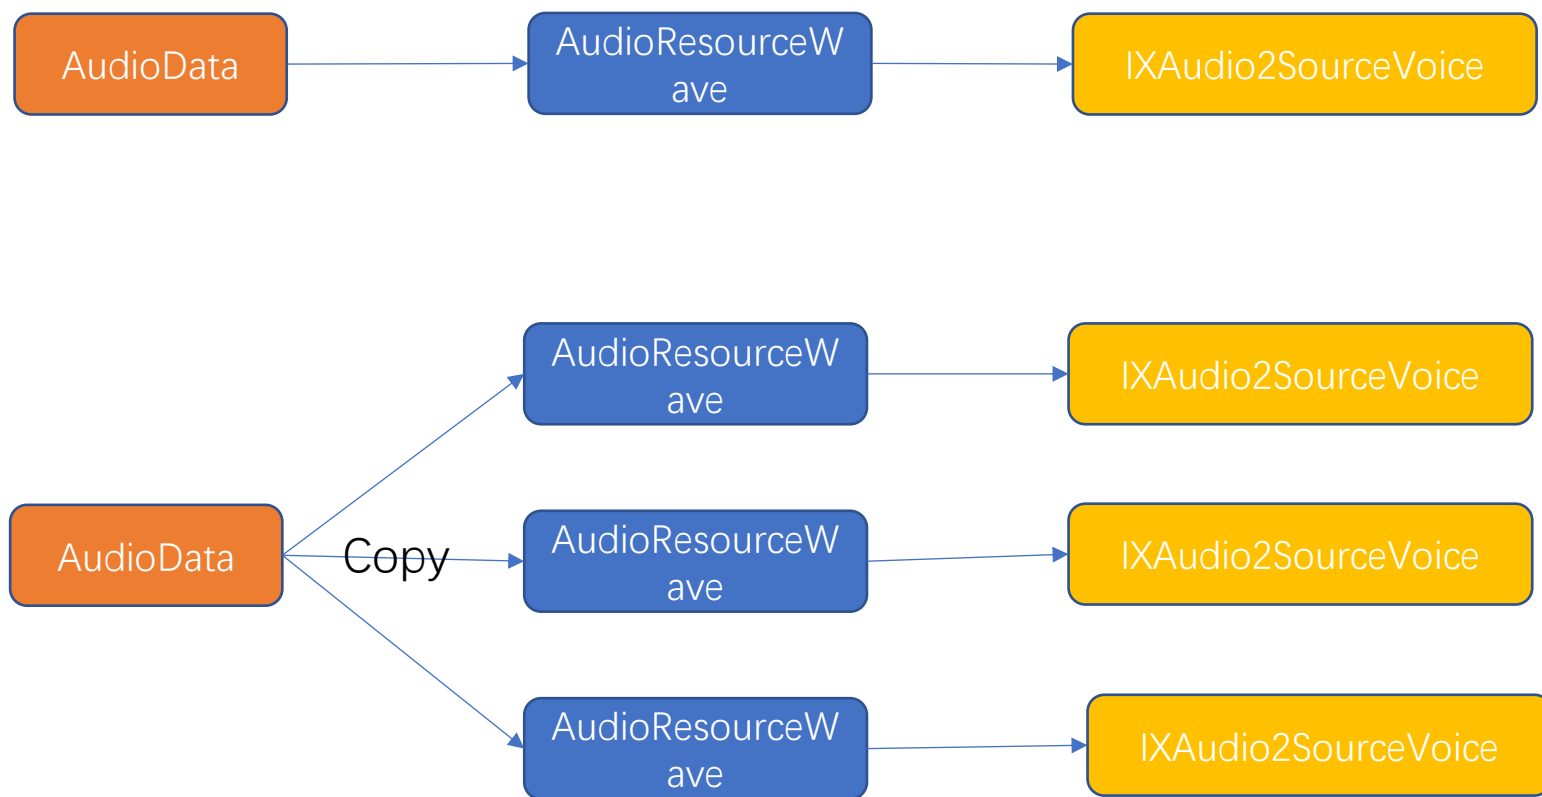 AudioData
AudioResourceW
ave
IXAudio2SourceVoice
AudioResourceW
ave
IXAudio2SourceVoice
AudioData
Copy
AudioResourceW
ave
IXAudio2SourceVoice
AudioResourceW
ave
IXAudio2SourceVoice